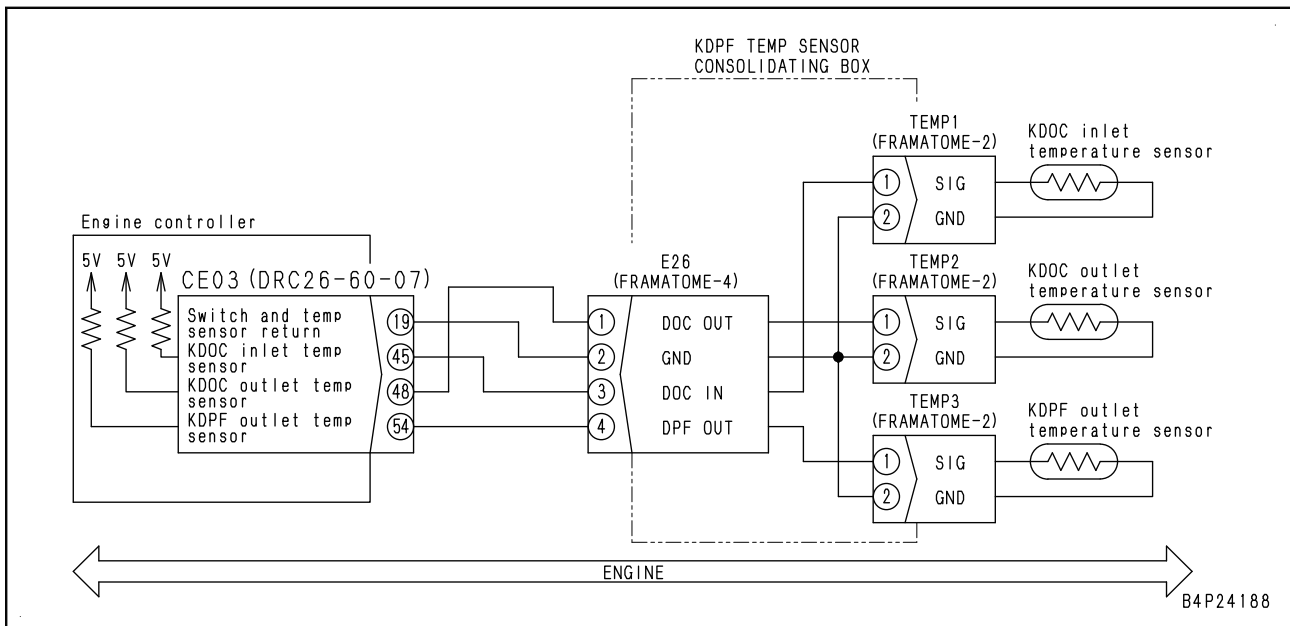 KDPF TEMP SENSOR
CONSOLIDATING BOX
TEMP1
(FRAMATOME-2)
KDOC inlet
temperature sensor
1 SIG
2 GND
Engine controller
5V 5V 5V
CE03 (DRC26-60-07)
Switch and temp
sensor return
19
KDOC inlet temp
sensor
45
KDOC outlet temp
sensor
48
KDPF outlet temp
sensor
54
E26
(FRAMATOME-4)
1 DOC OUT
2 GND
3 DOC IN
4 DPF OUT
TEMP2
(FRAMATOME-2)
KDOC outlet
temperature sensor
1 SIG
2 GND
TEMP3
(FRAMATOME-2)
KDPF outlet
temperature sensor
1 SIG
2 GND
ENGINE
B4P24188